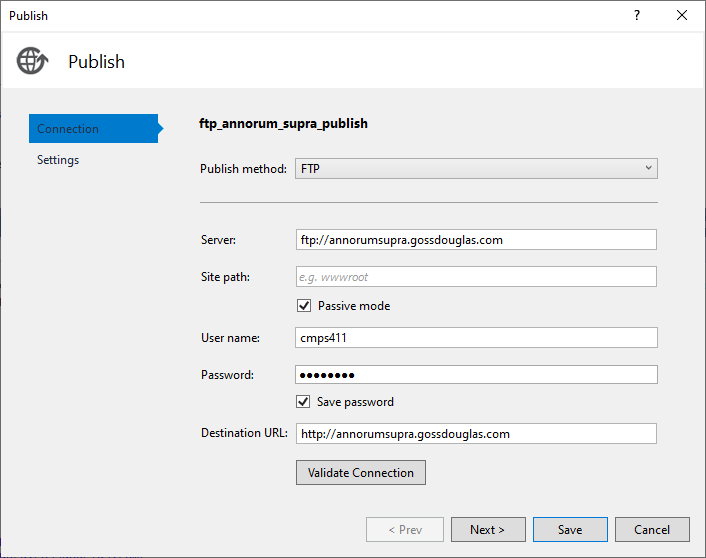 Publish
?
Publish
Connection
Settings
ftp_annorum_supra_publish
Publish method: FTP
Server: ftp://annorumsupra.gossdouglas.com
Site path: e.g. wwwroot
Passive mode
User name: cmps411
Password: ●●●●●●●●
Save password
Destination URL: http://annorumsupra.gossdouglas.com
Validate Connection
< Prev Next > Save Cancel